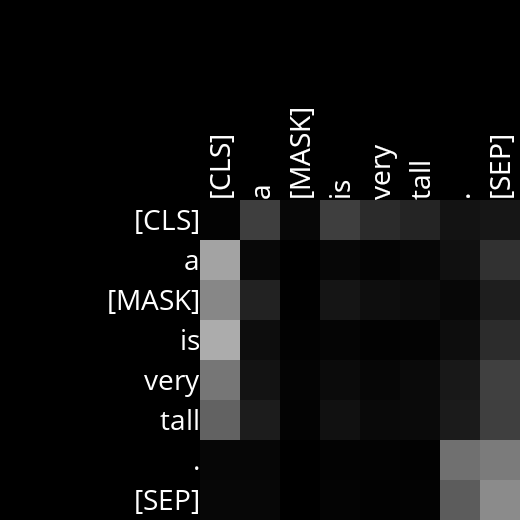 [CLS] a [MASK] is very tall . [SEP]
[CLS]
a
[MASK]
is
very
tall
.
[SEP]